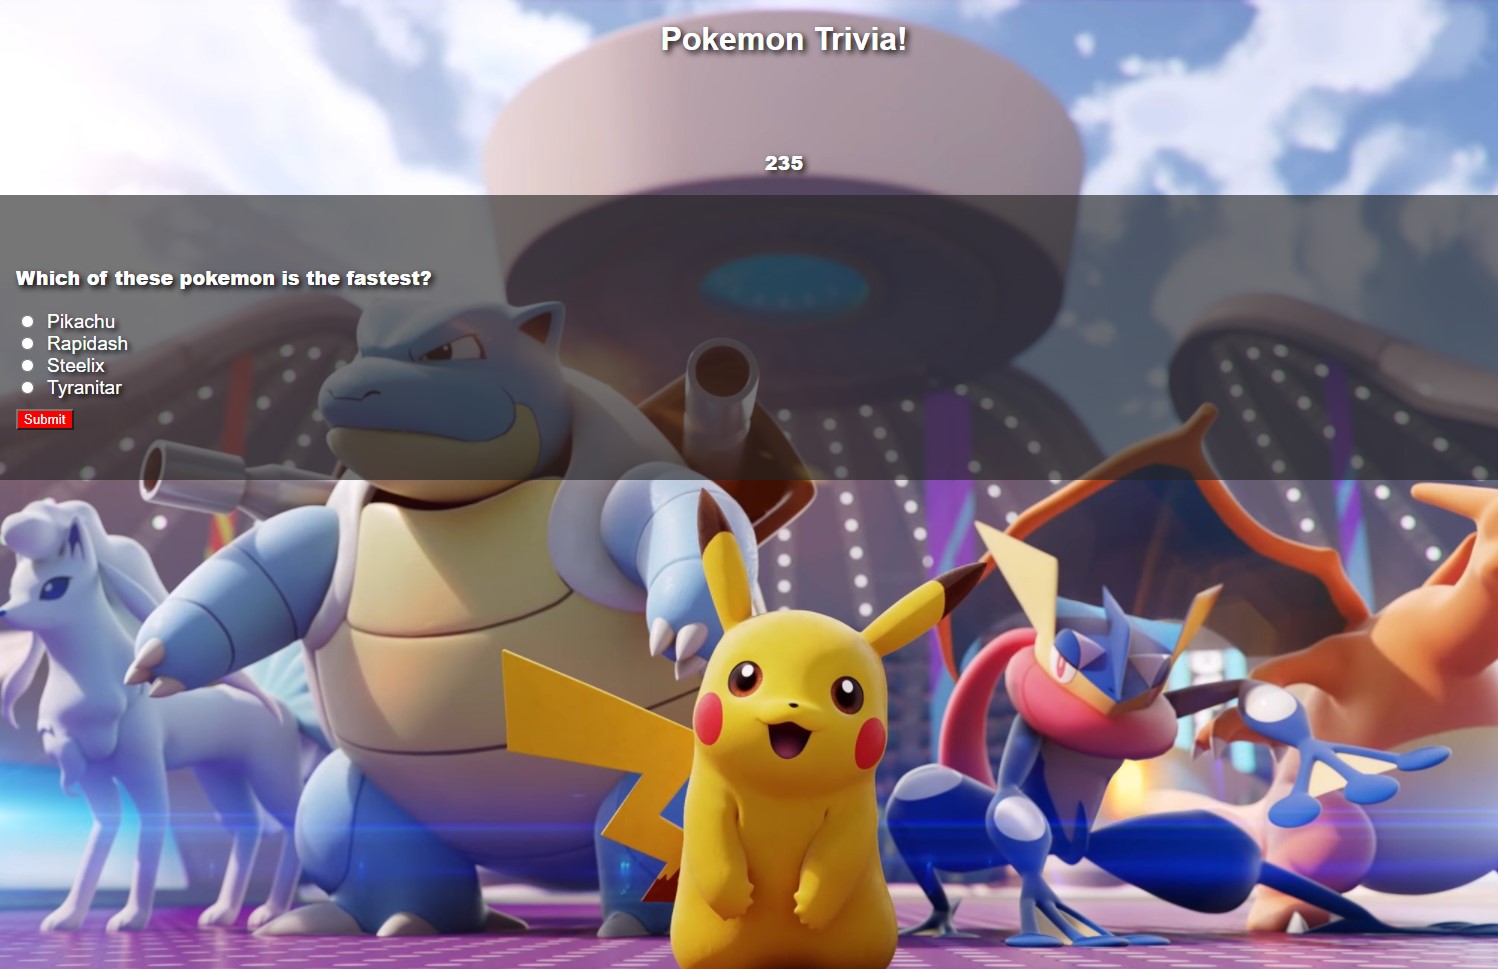 Pokemon Trivia!
235
Which of these pokemon is the fastest?
Pikachu
Rapidash
Steelix
Tyranitar
Submit